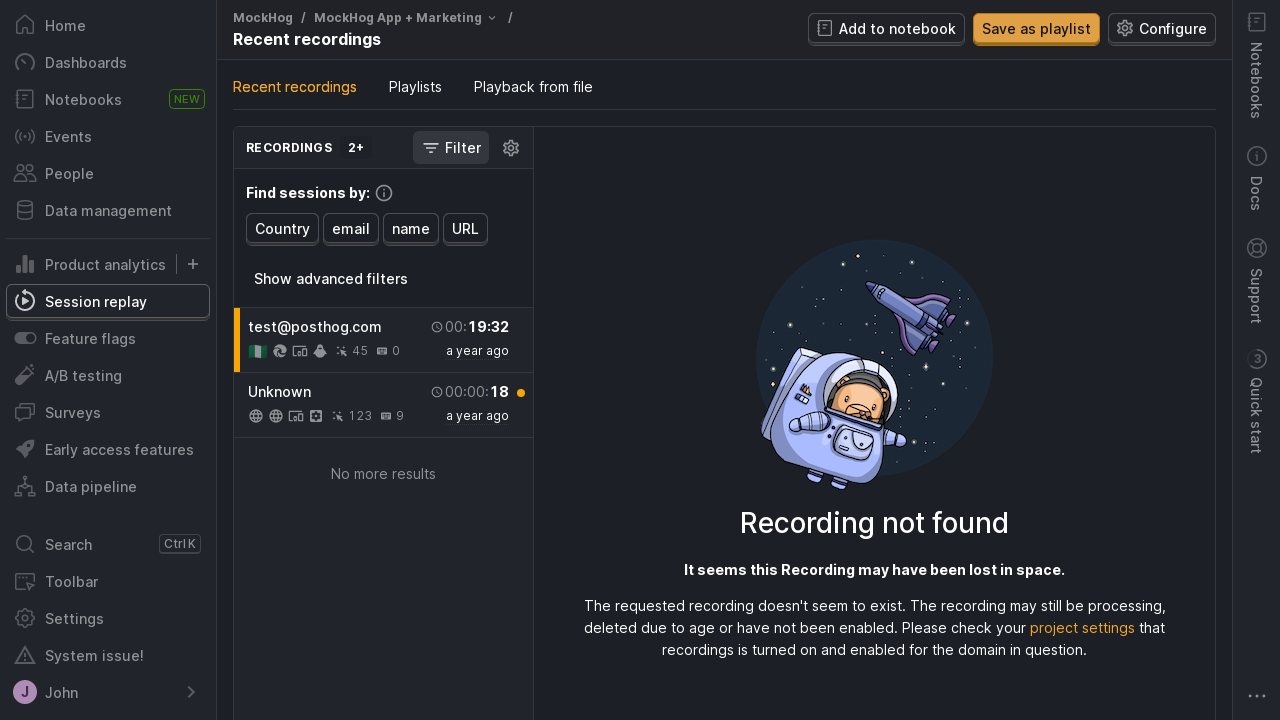 Home
Dashboards
Notebooks NEW
Events
People
Data management
Product analytics
Session replay
Feature flags
A/B testing
Surveys
Early access features
Data pipeline
Search Ctrl K
Toolbar
Settings
System issue!
J John
MockHog / MockHog App + Marketing /
Recent recordings
Add to notebook
Save as playlist
Configure
Recent recordings Playlists Playback from file
RECORDINGS 2+ Filter
Find sessions by:
Country email name URL
Show advanced filters
test@posthog.com 00:19:32
45 0 a year ago
Unknown 00:00:18
123 9 a year ago
No more results
Recording not found
It seems this Recording may have been lost in space.
The requested recording doesn't seem to exist. The recording may still be processing,
deleted due to age or have not been enabled. Please check your project settings that
recordings is turned on and enabled for the domain in question.
Notebooks
Docs
Support
3 Quick start